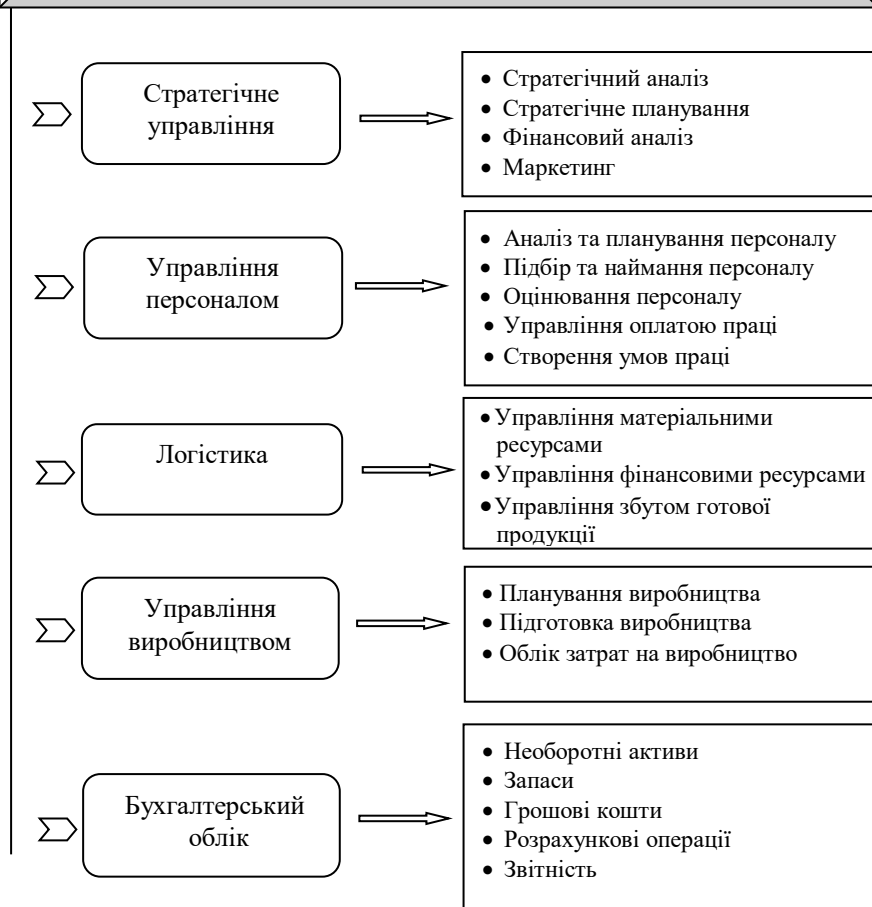 Стратегічне
управління
• Стратегічний аналіз
• Стратегічне планування
• Фінансовий аналіз
• Маркетинг
Управління
персоналом
• Аналіз та планування персоналу
• Підбір та наймання персоналу
• Оцінювання персоналу
• Управління оплатою праці
• Створення умов праці
Логістика
• Управління матеріальними
ресурсами
• Управління фінансовими ресурсами
• Управління збутом готової
продукції
Управління
виробництвом
• Планування виробництва
• Підготовка виробництва
• Облік затрат на виробництво
Бухгалтерський
облік
• Необоротні активи
• Запаси
• Грошові кошти
• Розрахункові операції
• Звітність